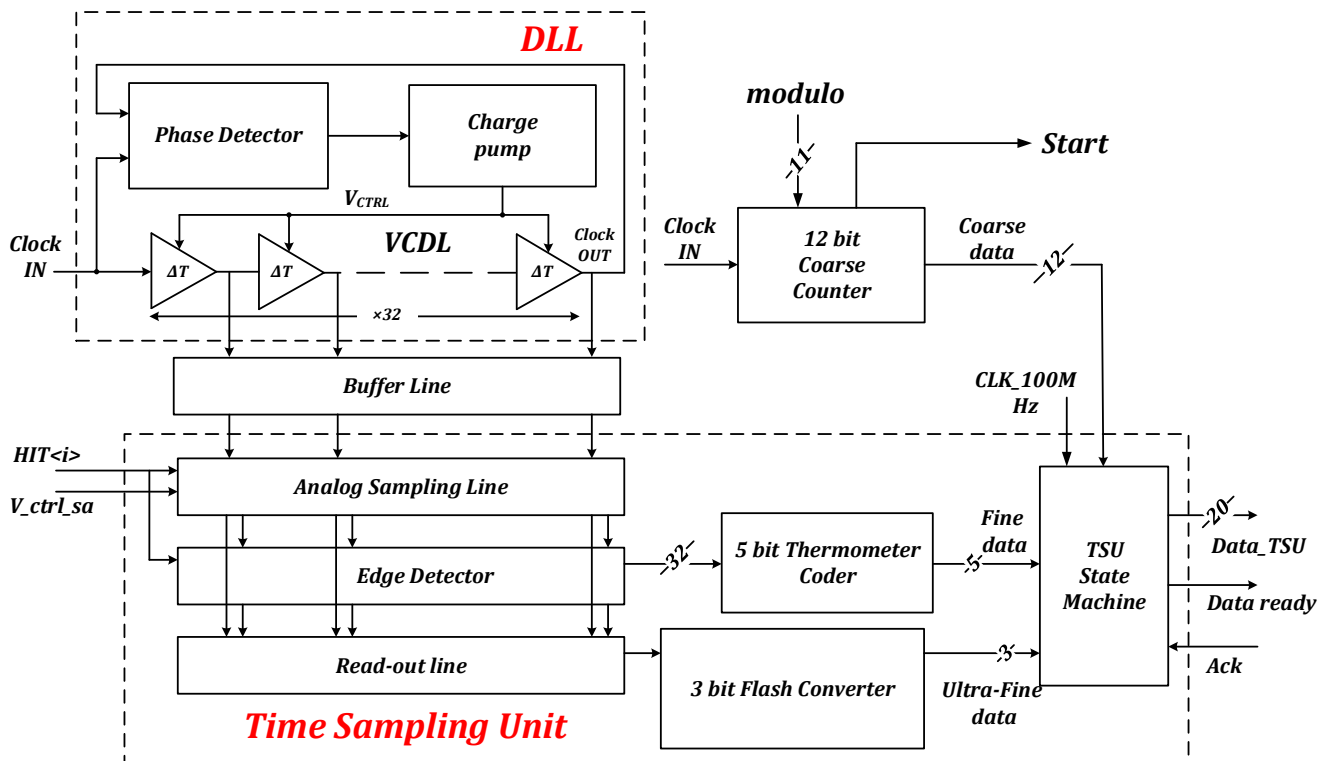 DLL
Phase Detector
Charge
pump
V_CTRL
Clock
IN
ΔT
ΔT
VCDL
ΔT
Clock
OUT
×32
Buffer Line
modulo
-11-
Start
Clock
IN
12 bit
Coarse
Counter
Coarse
data
-12-
CLK_100M
Hz
HIT<i>
V_ctrl_sa
Analog Sampling Line
Edge Detector
-32-
5 bit Thermometer
Coder
Fine
data
-5-
TSU
State
Machine
-20-
Data_TSU
Data ready
Ack
Read-out line
3 bit Flash Converter
-3-
Ultra-Fine
data
Time Sampling Unit